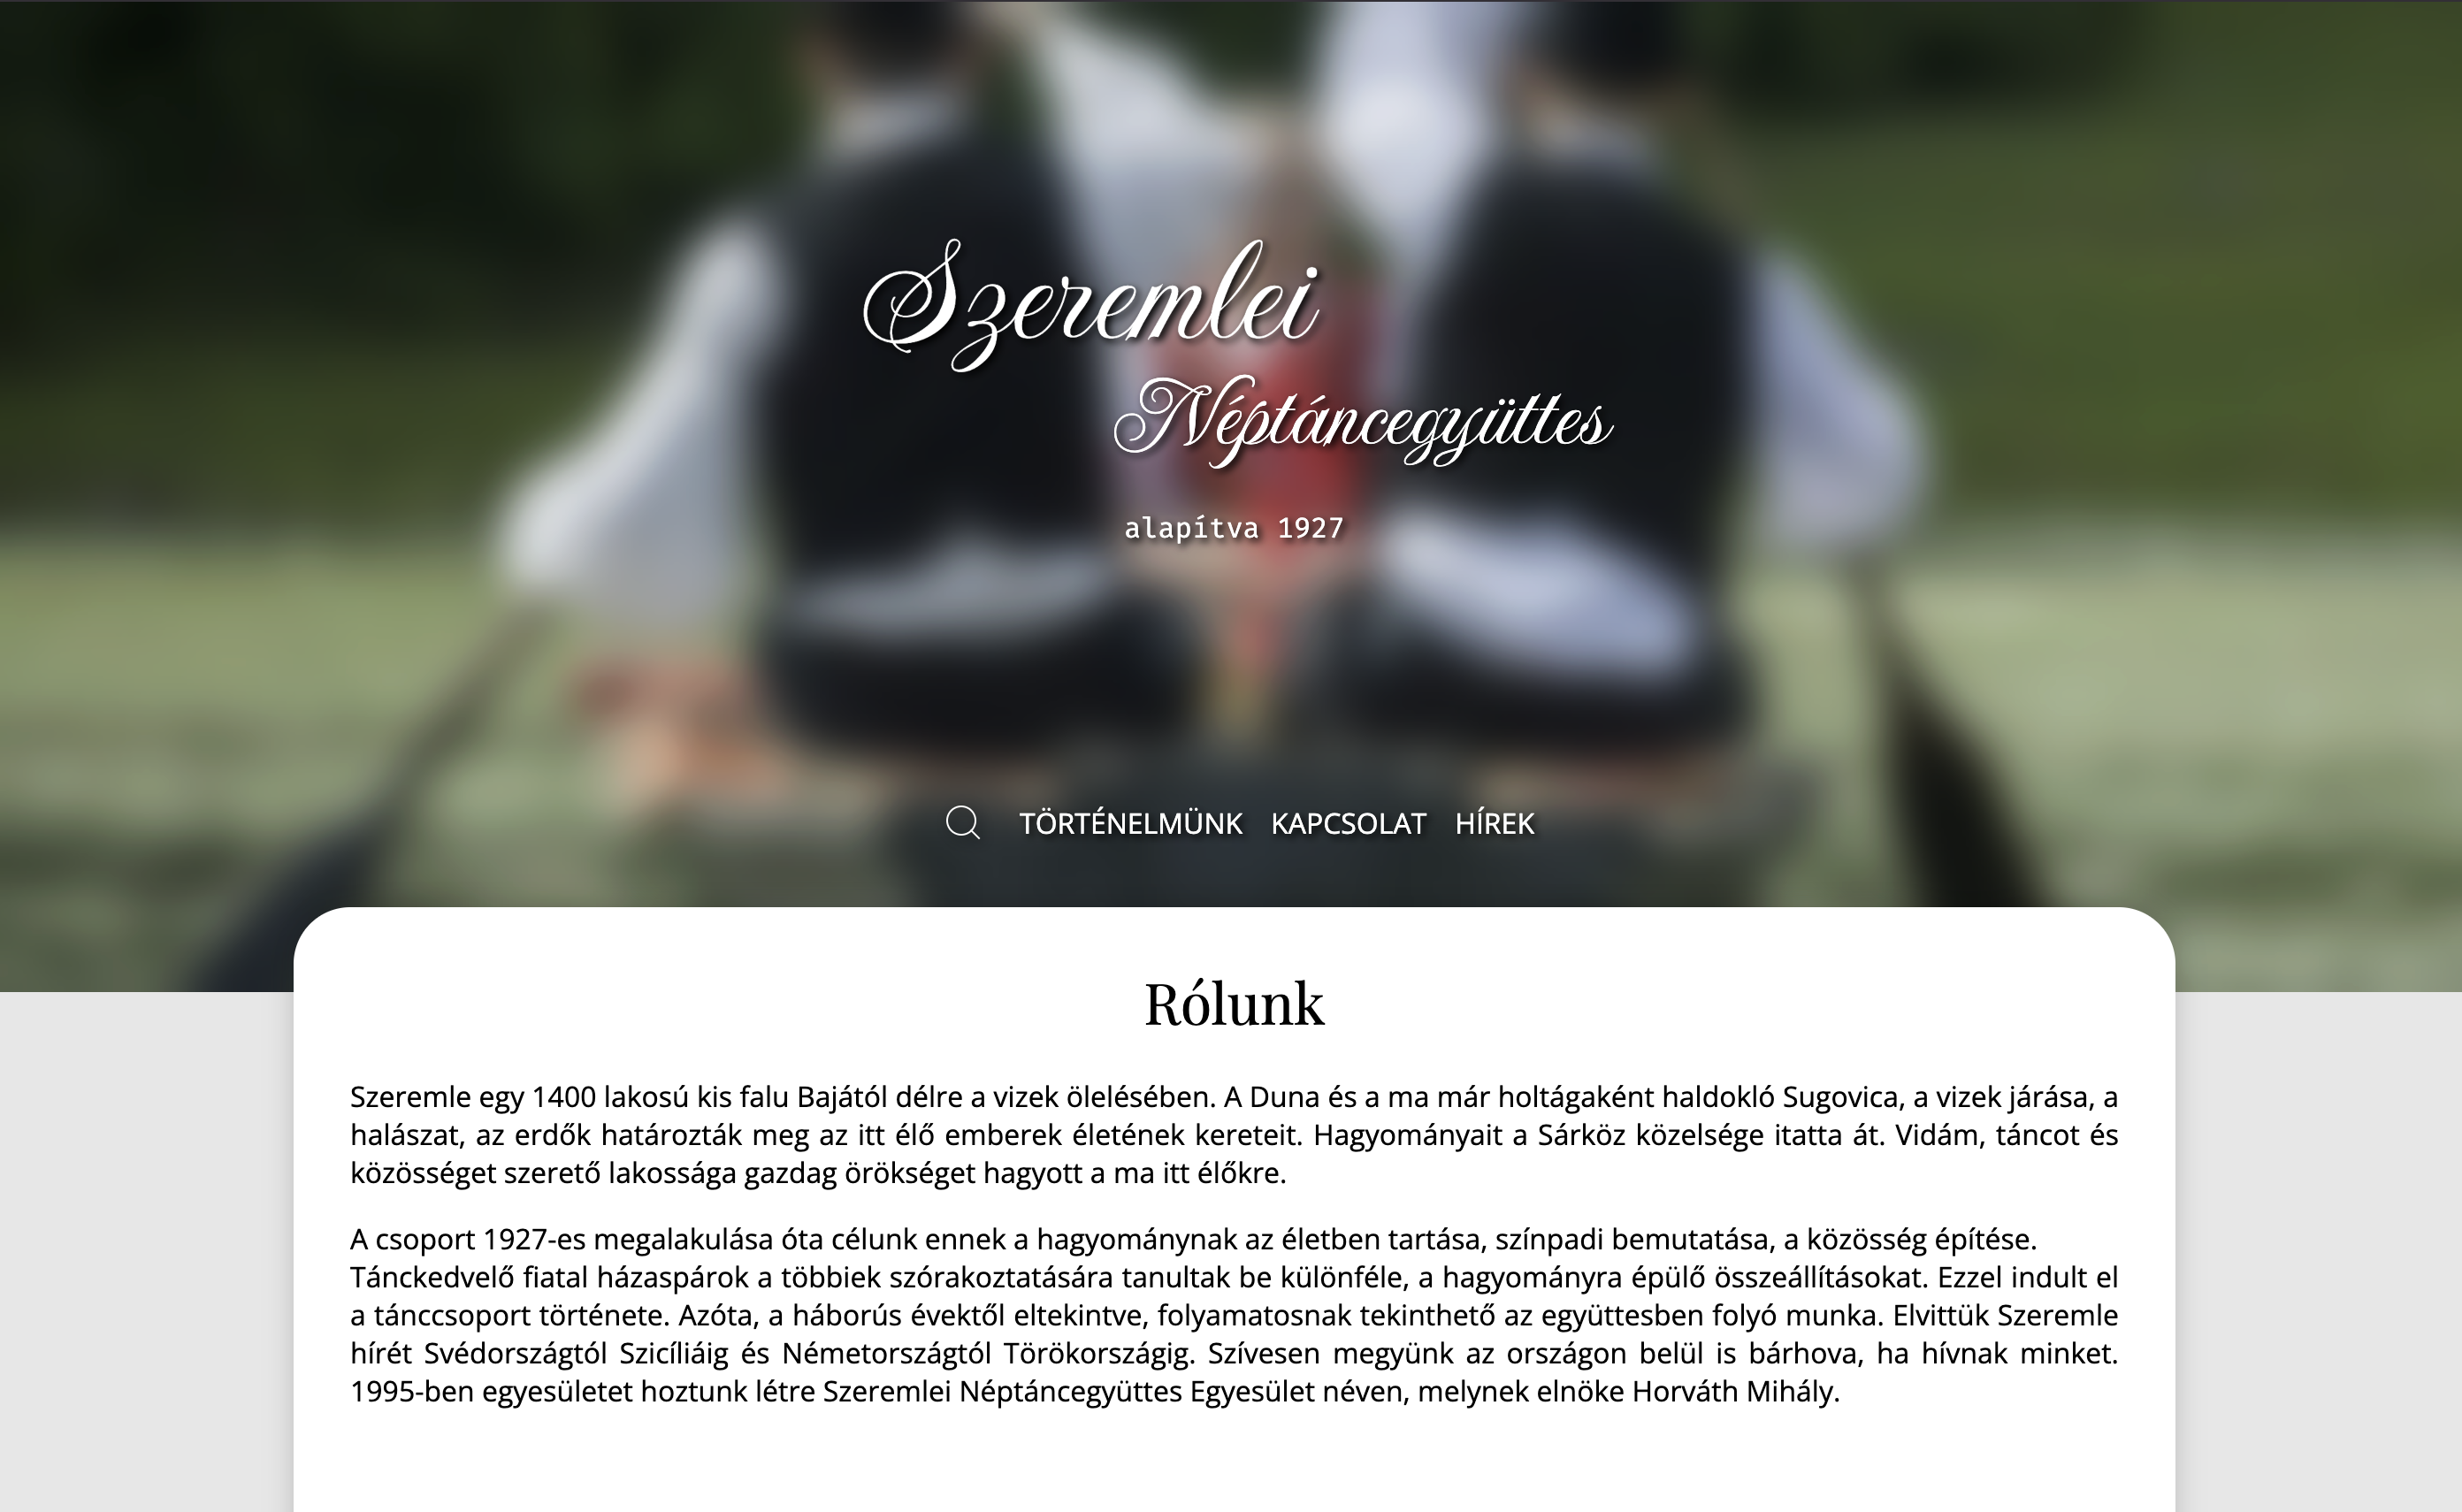 Szeremlei
Néptáncegyüttes
alapítva 1927
TÖRTÉNELMÜNK KAPCSOLAT HÍREK
Rólunk
Szeremle egy 1400 lakosú kis falu Bajától délre a vizek ölelésében. A Duna és a ma már holtágaként haldokló Sugovica, a vizek járása, a
halászat, az erdők határozták meg az itt élő emberek életének kereteit. Hagyományait a Sárköz közelsége itatta át. Vidám, táncot és
közösséget szerető lakossága gazdag örökséget hagyott a ma itt élőkre.
A csoport 1927-es megalakulása óta célunk ennek a hagyománynak az életben tartása, színpadi bemutatása, a közösség építése.
Tánckedvelő fiatal házaspárok a többiek szórakoztatására tanultak be különféle, a hagyományra épülő összeállításokat. Ezzel indult el
a tánccsoport története. Azóta, a háborús évektől eltekintve, folyamatosnak tekinthető az együttesben folyó munka. Elvittük Szeremle
hírét Svédországtól Szicíliáig és Németországtól Törökországig. Szívesen megyünk az országon belül is bárhova, ha hívnak minket.
1995-ben egyesületet hoztunk létre Szeremlei Néptáncegyüttes Egyesület néven, melynek elnöke Horváth Mihály.